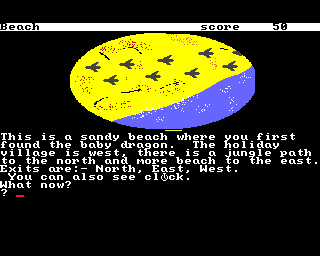 Beach score 50
This is a sandy beach where you first
found the baby dragon. The holiday
village is west, there is a jungle path
to the north and more beach to the east.
Exits are:- North, East, West.
You can also see clock.
What now?
?